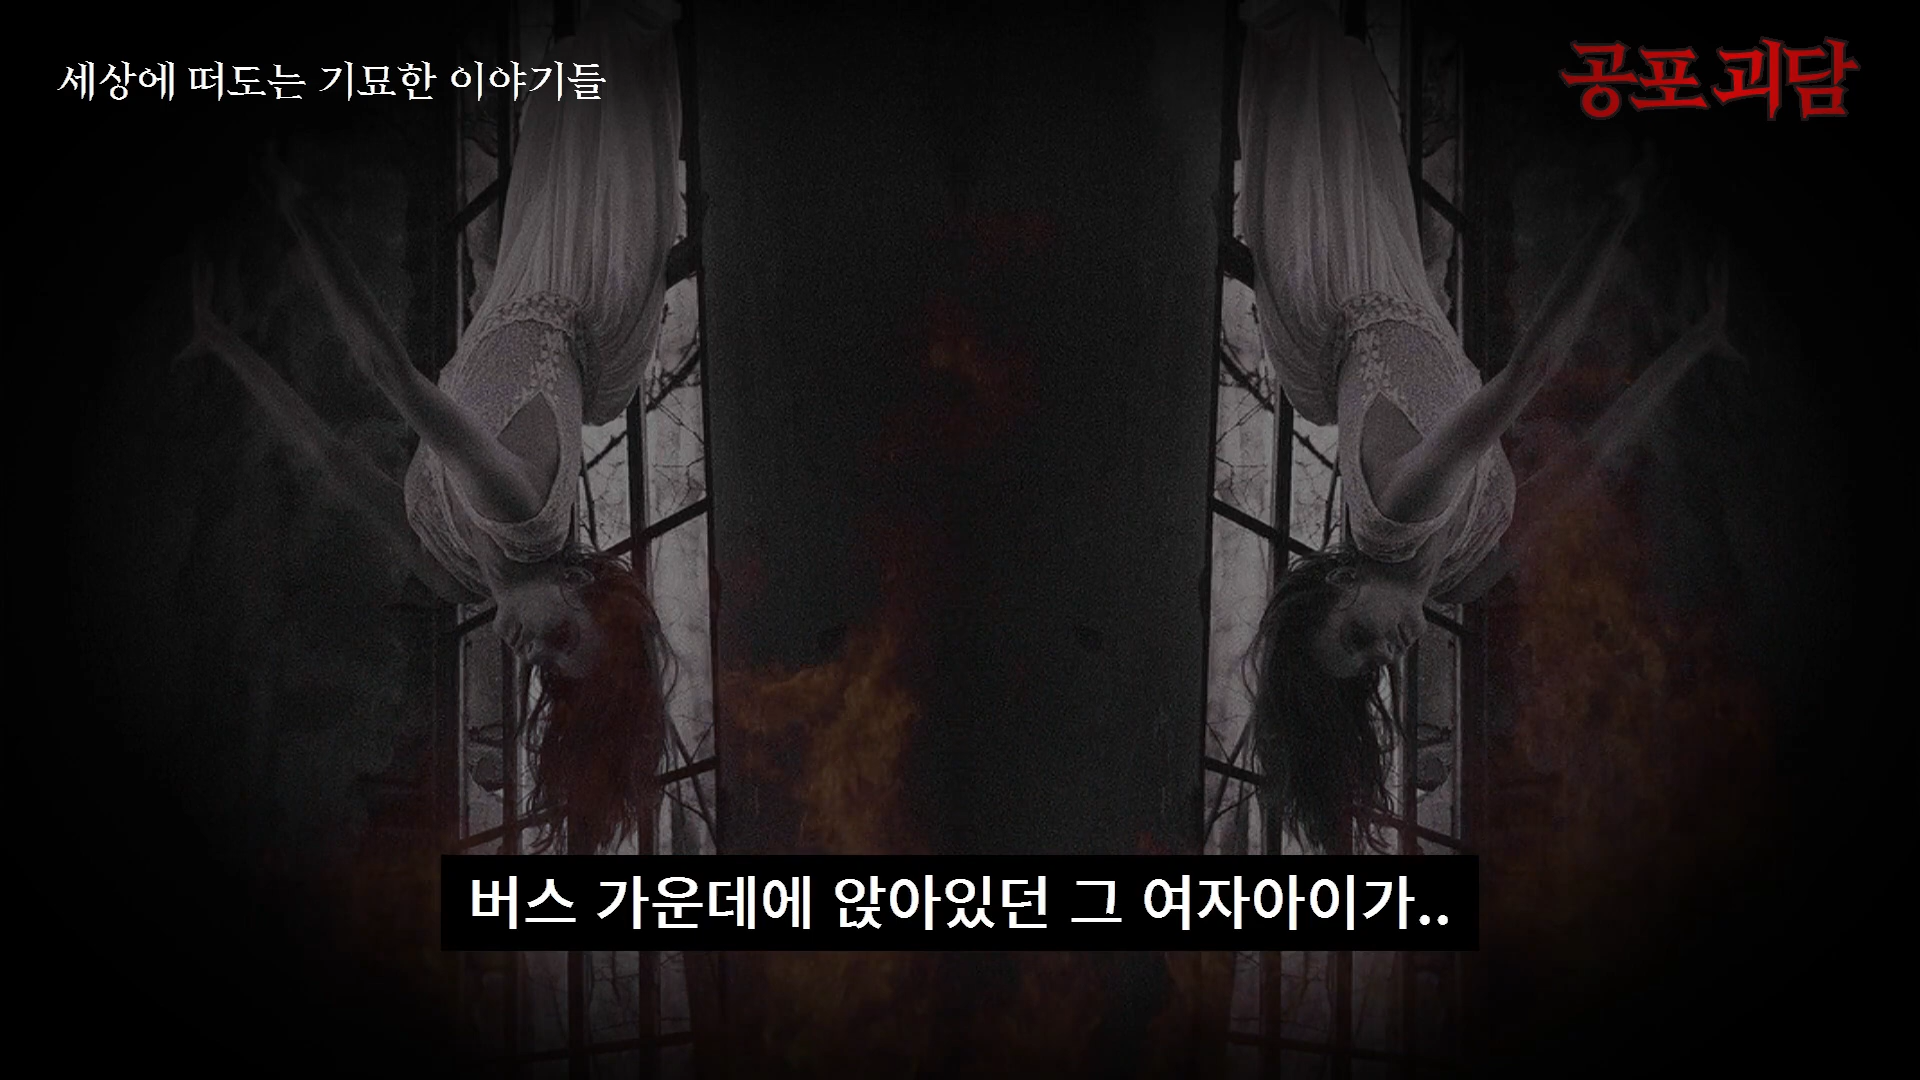 세상에 떠도는 기묘한 이야기들
공포 괴담
버스 가운데에 앉아있던 그 여자아이가..